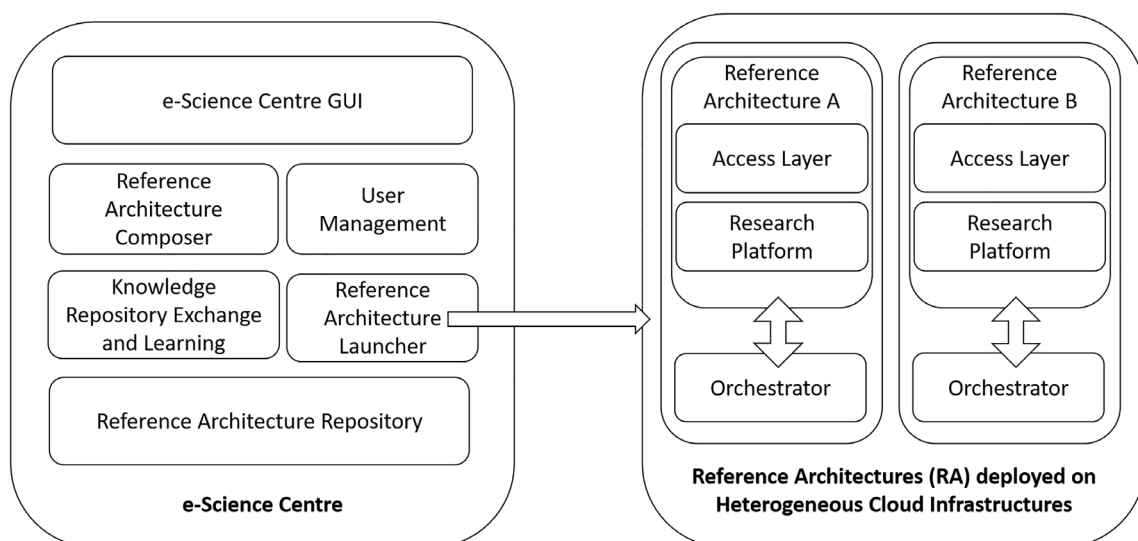 e-Science Centre GUI
Reference
Architecture
Composer
User
Management
Knowledge
Repository Exchange
and Learning
Reference
Architecture
Launcher
Reference Architecture Repository
e-Science Centre
Reference
Architecture A
Access Layer
Research
Platform
Orchestrator
Reference
Architecture B
Access Layer
Research
Platform
Orchestrator
Reference Architectures (RA) deployed on
Heterogeneous Cloud Infrastructures